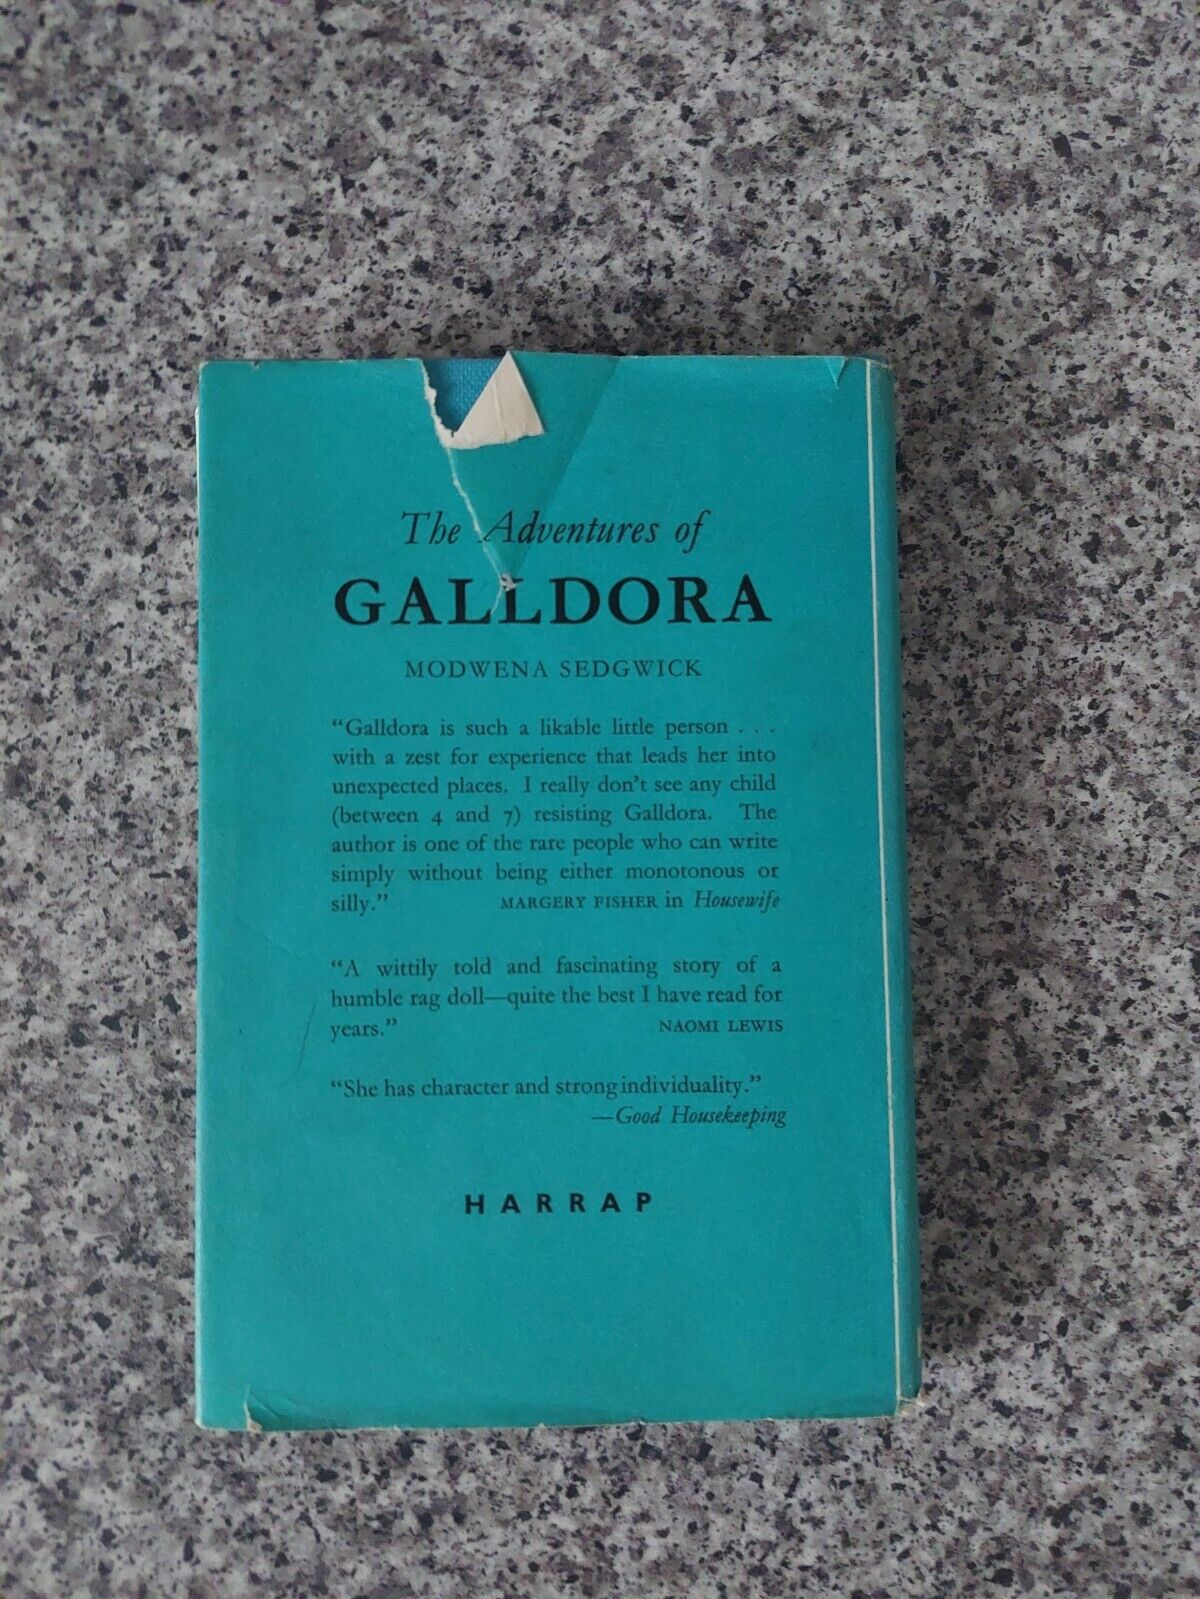 The Adventures of
GALLDORA
MODWENA SEDGWICK
“Galldora is such a likable little person . . .
with a zest for experience that leads her into
unexpected places. I really don’t see any child
(between 4 and 7) resisting Galldora. The
author is one of the rare people who can write
simply without being either monotonous or
silly.” MARGERY FISHER in Housewife
“A wittily told and fascinating story of a
humble rag doll—quite the best I have read for
years.” NAOMI LEWIS
“She has character and strong individuality.”
—Good Housekeeping
HARRAP